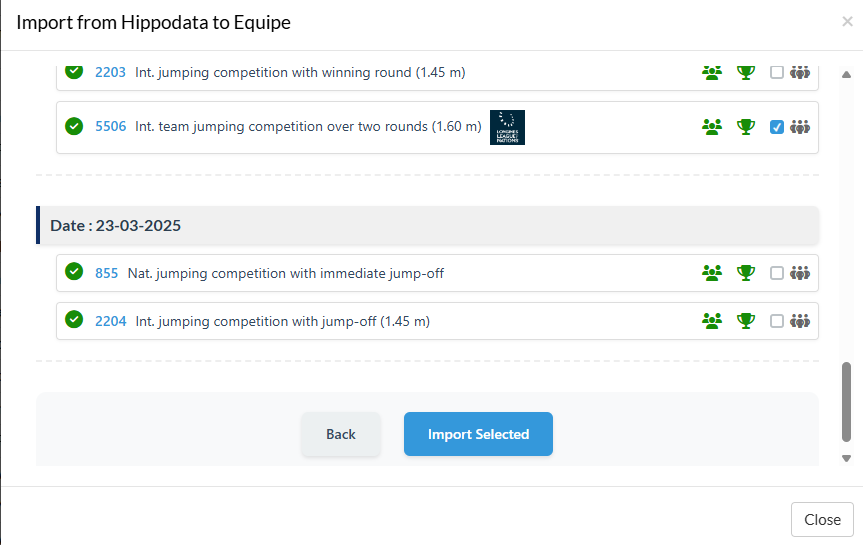 Import from Hippodata to Equipe
×
2203 Int. jumping competition with winning round (1.45 m)
5506 Int. team jumping competition over two rounds (1.60 m)
LONGINES
LEAGUE OF
NATIONS
Date : 23-03-2025
855 Nat. jumping competition with immediate jump-off
2204 Int. jumping competition with jump-off (1.45 m)
Back
Import Selected
Close